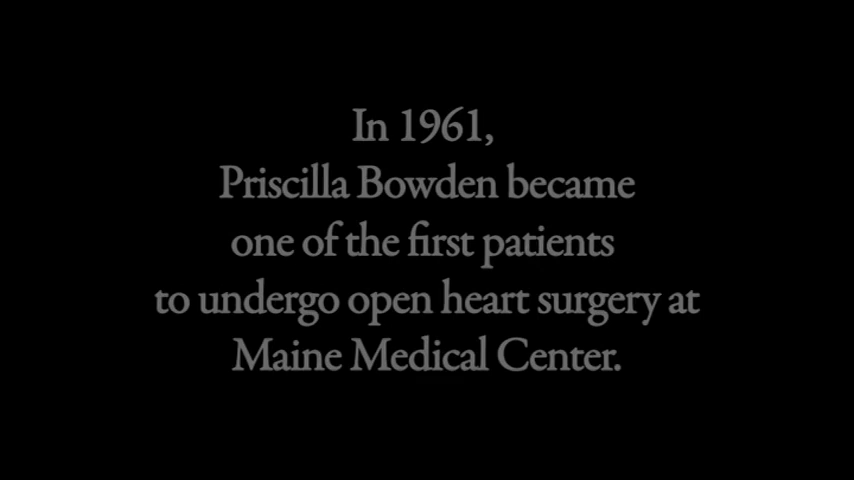 In 1961,
Priscilla Bowden became
one of the first patients
to undergo open heart surgery at
Maine Medical Center.